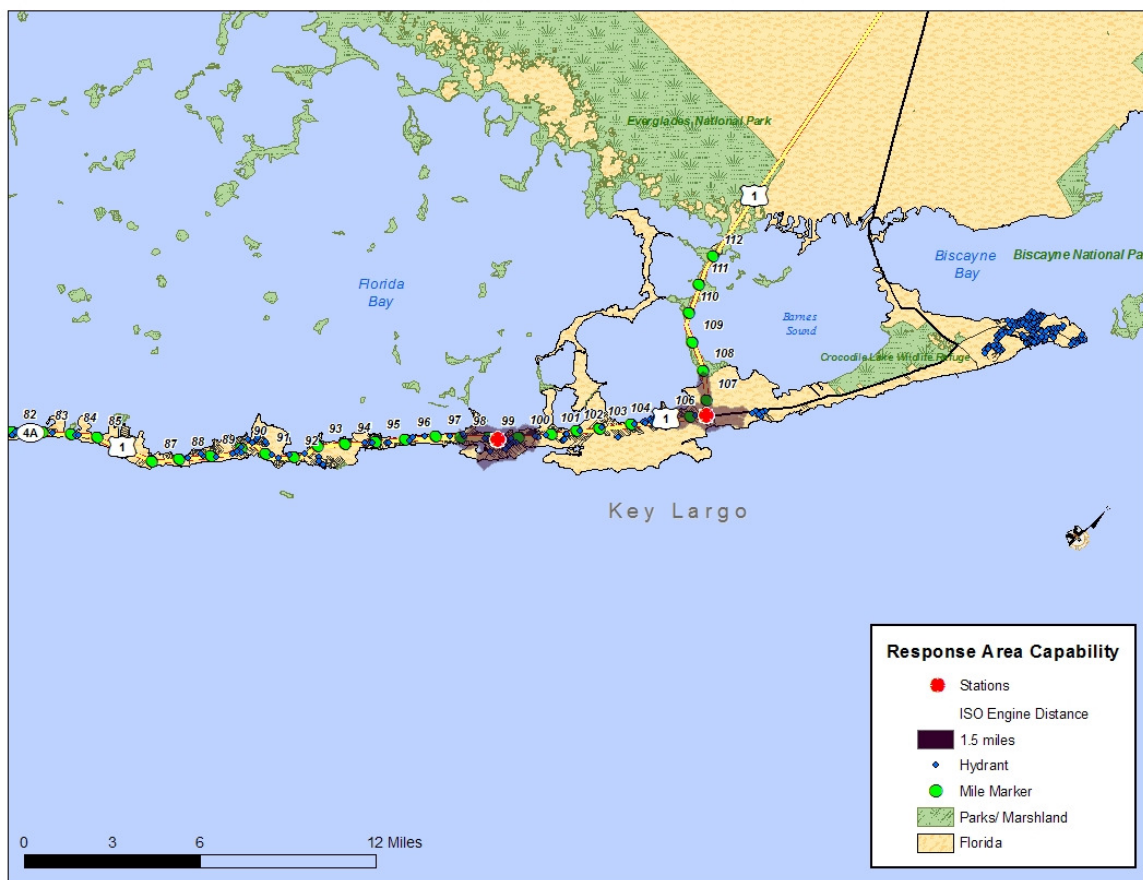 Everglades National Park
1
112
111
Florida
Bay
Biscayne
Bay
Biscayne National Pa
110
Barnes
Sound
109
108
Crocodile Lake Wildlife Refuge
107
82
83
84
85
87
88
89
90
91
92
93
94
95
96
97
98
99
100
101
102
103
104
106
4A
1
1
Key Largo
Response Area Capability
Stations
ISO Engine Distance
1.5 miles
Hydrant
Mile Marker
Parks/ Marshland
Florida
0 3 6 12 Miles